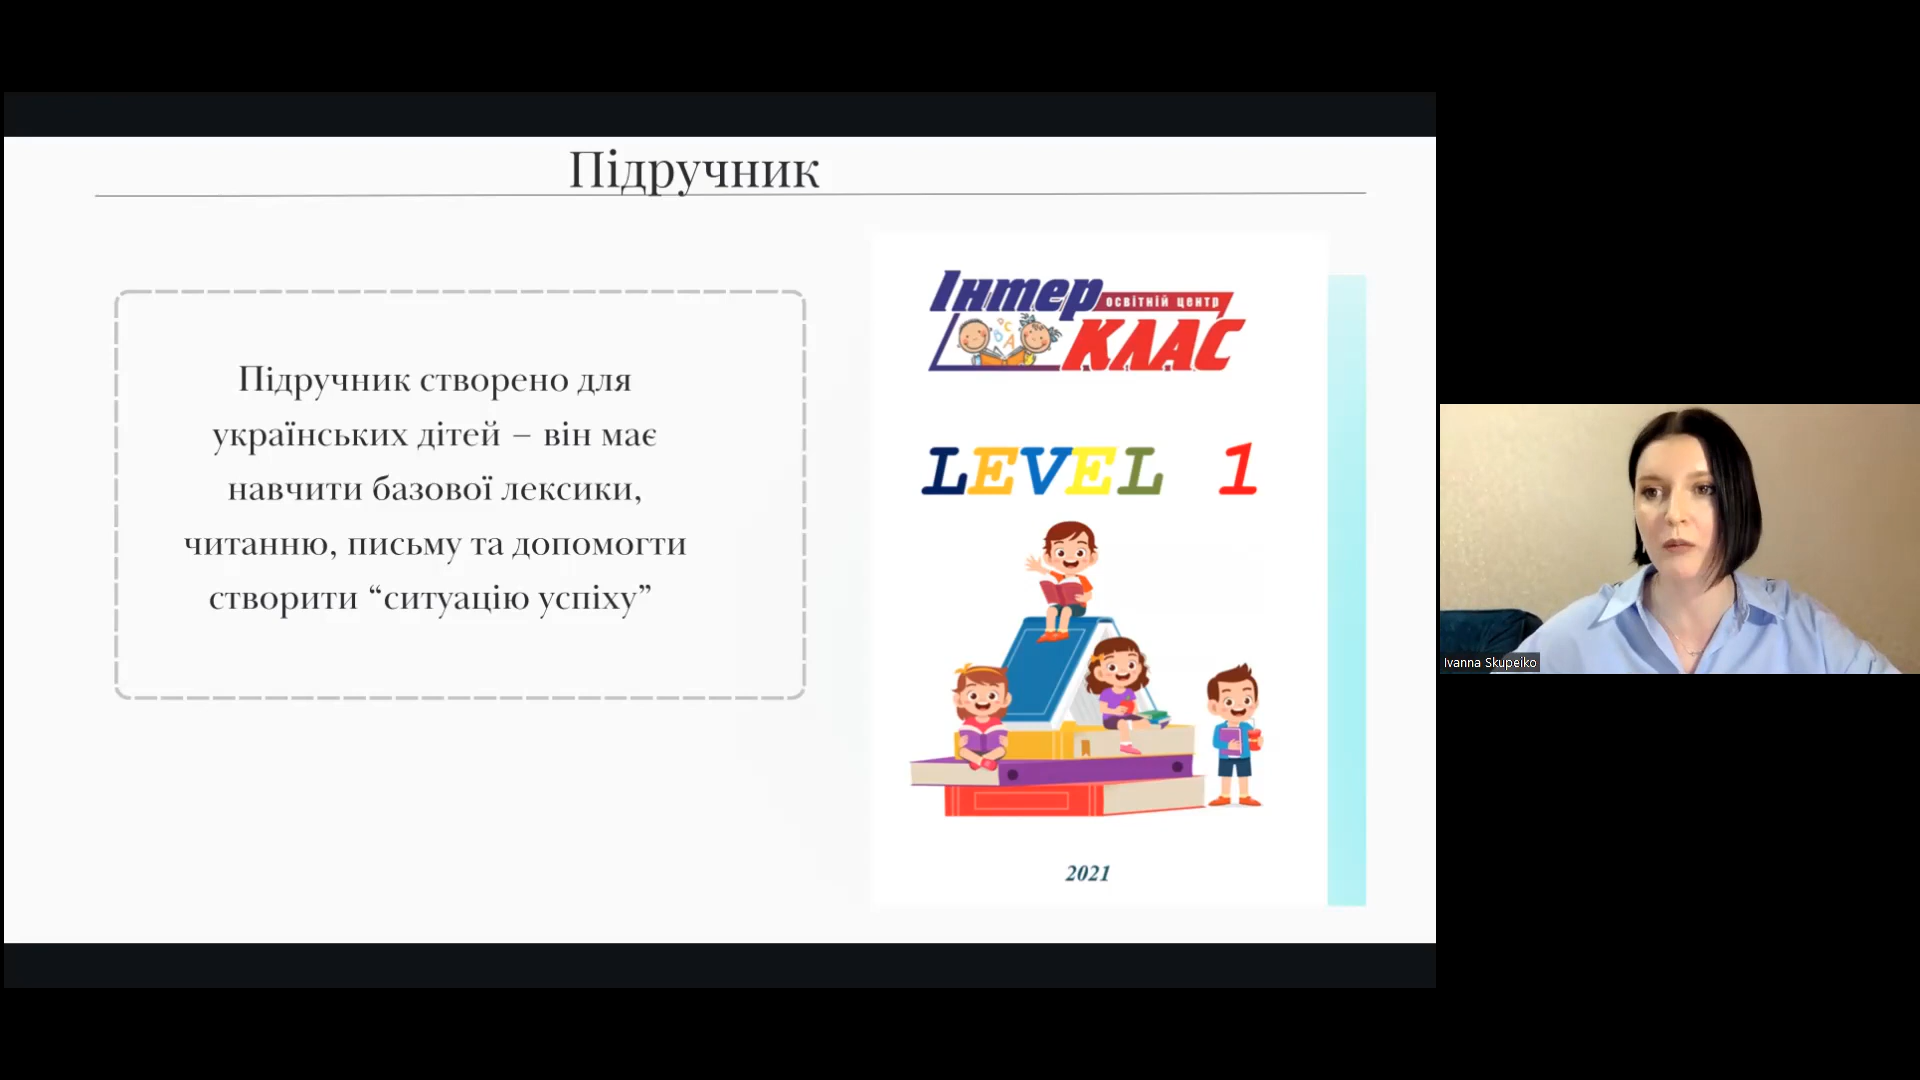 Підручник
Підручник створено для
українських дітей – він має
навчити базової лексики,
читанню, письму та допомогти
створити “ситуацію успіху”
Інтер
освітній центр
КЛАС
LEVEL 1
2021
Ivanna Skupeiko